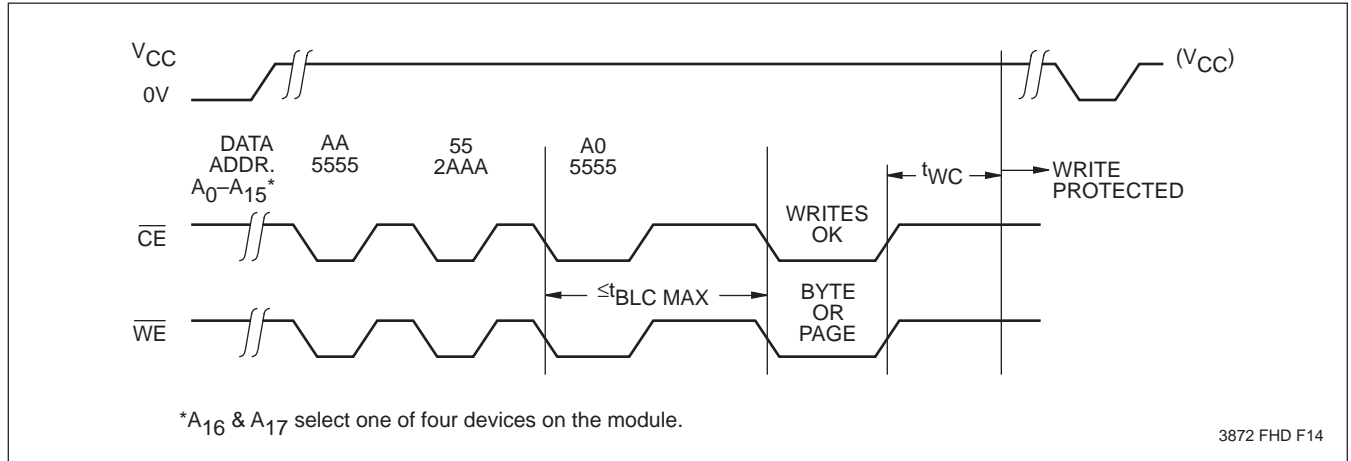 VCC
(VCC)
0V
DATA AA 55 A0
ADDR. 5555 2AAA 5555
A0–A15*
tWC
WRITE
PROTECTED
CE
WRITES
OK
≤tBLC MAX
WE
BYTE
OR
PAGE
*A16 & A17 select one of four devices on the module.
3872 FHD F14